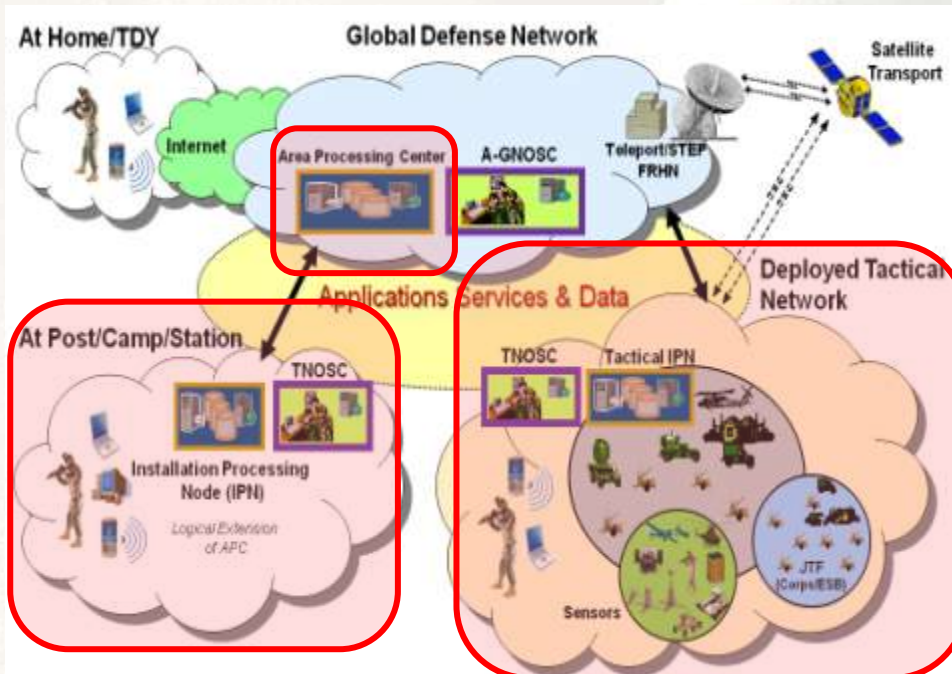 At Home/TDY
Global Defense Network
Satellite
Transport
Internet
Area Processing Center
A-GNOSC
Teleport/STEP
FRHN
Applications Services & Data
Deployed Tactical
Network
At Post/Camp/Station
TNOSC
Installation Processing
Node (IPN)
Logical Extension
of APC
TNOSC
Tactical IPN
Sensors
JTF
(Corps/ESB)